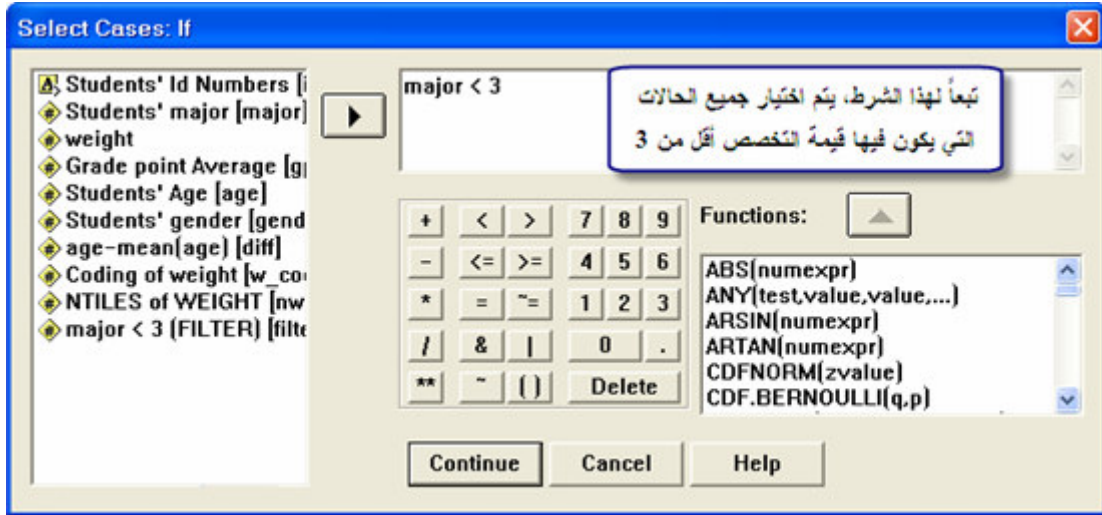 Select Cases: If
Students' Id Numbers [i
Students' major [major]
weight
Grade point Average [g
Students' Age [age]
Students' gender [gend
age-mean(age) [diff]
Coding of weight [w_co
NTILES of WEIGHT [nw
major < 3 (FILTER) [filte
major < 3
تبعاً لهذا الشرط، يتم اختيار جميع الحالات
التي يكون فيها قيمة التخصص أقل من 3
+ < > 7 8 9
- <= >= 4 5 6
* = ~= 1 2 3
/ & | 0 .
** ~ () Delete
Functions:
ABS(numexpr)
ANY(test,value,value,...)
ARSIN(numexpr)
ARTAN(numexpr)
CDFNORM(zvalue)
CDF.BERNOULLI(q,p)
Continue Cancel Help